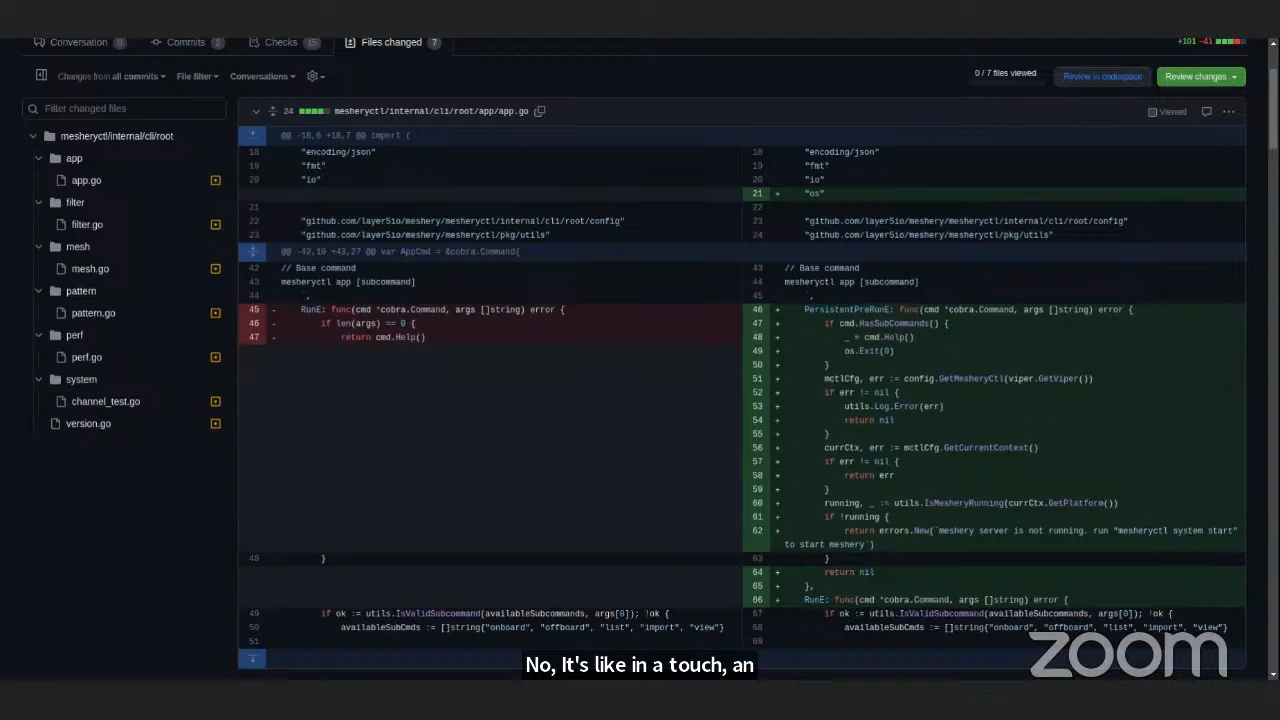 Conversation 0 Commits 2 Checks 15 Files changed 7 +101 −41
Changes from all commits File filter Conversations 0 / 7 files viewed Review in codespace Review changes
Filter changed files
24 mesheryctl/internal/cli/root/app/app.go Viewed
mesheryctl/internal/cli/root
app
app.go
filter
filter.go
mesh
mesh.go
pattern
pattern.go
perf
perf.go
system
channel_test.go
version.go
@@ -18,6 +18,7 @@ import (
18 "encoding/json" 18 "encoding/json"
19 "fmt" 19 "fmt"
20 "io" 20 "io"
21 + "os"
21 22
22 "github.com/layer5io/meshery/mesheryctl/internal/cli/root/config" 23 "github.com/layer5io/meshery/mesheryctl/internal/cli/root/config"
23 "github.com/layer5io/meshery/mesheryctl/pkg/utils" 24 "github.com/layer5io/meshery/mesheryctl/pkg/utils"
@@ -42,19 +43,27 @@ var AppCmd = &cobra.Command{
42 // Base command 43 // Base command
43 mesheryctl app [subcommand] 44 mesheryctl app [subcommand]
44 `, 45 `,
45 - RunE: func(cmd *cobra.Command, args []string) error { 46 + PersistentPreRunE: func(cmd *cobra.Command, args []string) error {
46 - if len(args) == 0 { 47 + if cmd.HasSubCommands() {
47 - return cmd.Help() 48 + _ = cmd.Help()
49 + os.Exit(0)
50 + }
51 + mctlCfg, err := config.GetMesheryCtl(viper.GetViper())
52 + if err != nil {
53 + utils.Log.Error(err)
54 + return nil
55 + }
56 + currCtx, err := mctlCfg.GetCurrentContext()
57 + if err != nil {
58 + return err
59 + }
60 + running, _ := utils.IsMesheryRunning(currCtx.GetPlatform())
61 + if !running {
62 + return errors.New(`meshery server is not running. run "mesheryctl system start"
to start meshery`)
48 } 63 }
64 + return nil
65 + },
66 + RunE: func(cmd *cobra.Command, args []string) error {
49 if ok := utils.IsValidSubcommand(availableSubcommands, args[0]); !ok { 67 if ok := utils.IsValidSubcommand(availableSubcommands, args[0]); !ok {
50 availableSubCmds := []string{"onboard", "offboard", "list", "import", "view"} 68 availableSubCmds := []string{"onboard", "offboard", "list", "import", "view"}
51 69
No, It's like in a touch, an
zoom